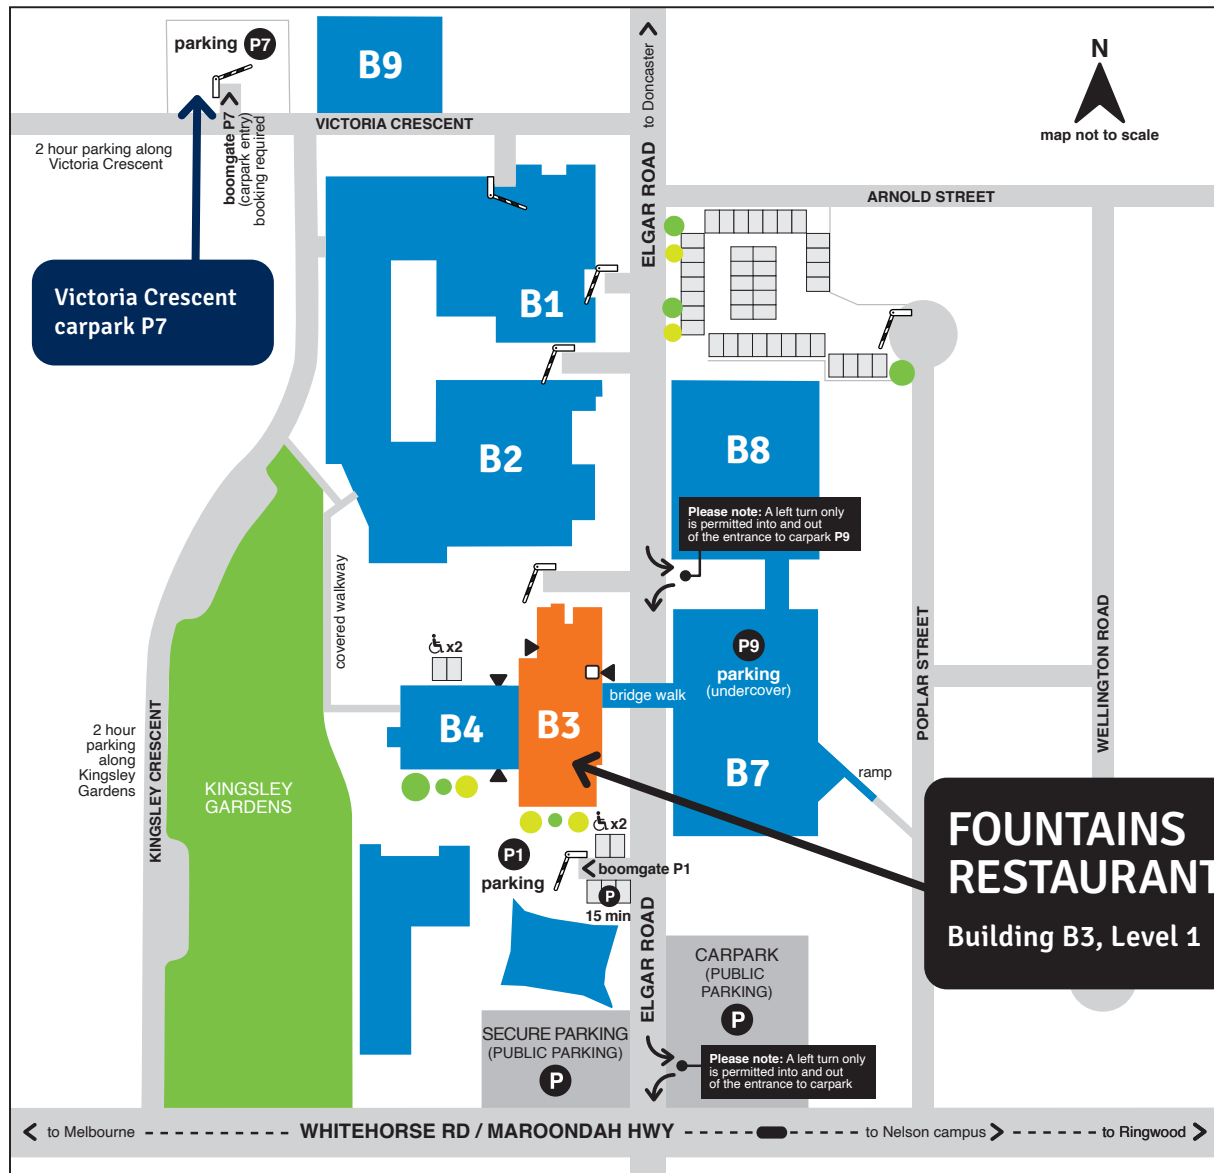 parking P7
B9
to Doncaster
N
map not to scale
VICTORIA CRESCENT
2 hour parking along
Victoria Crescent
boomgate P7
(carpark entry)
booking required
ELGAR ROAD
ARNOLD STREET
Victoria Crescent
carpark P7
B1
B2
B8
Please note: A left turn only
is permitted into and out
of the entrance to carpark P9
covered walkway
x2
P9
parking
(undercover)
bridge walk
B4
B3
B7
POPLAR STREET
WELLINGTON ROAD
ramp
2 hour
parking
along
Kingsley
Gardens
KINGSLEY CRESCENT
KINGSLEY
GARDENS
x2
P1
parking
boomgate P1
P
15 min
FOUNTAINS
RESTAURANT
Building B3, Level 1
ELGAR ROAD
CARPARK
(PUBLIC
PARKING)
P
SECURE PARKING
(PUBLIC PARKING)
P
Please note: A left turn only
is permitted into and out
of the entrance to carpark
to Melbourne
WHITEHORSE RD / MAROONDAH HWY
to Nelson campus
to Ringwood